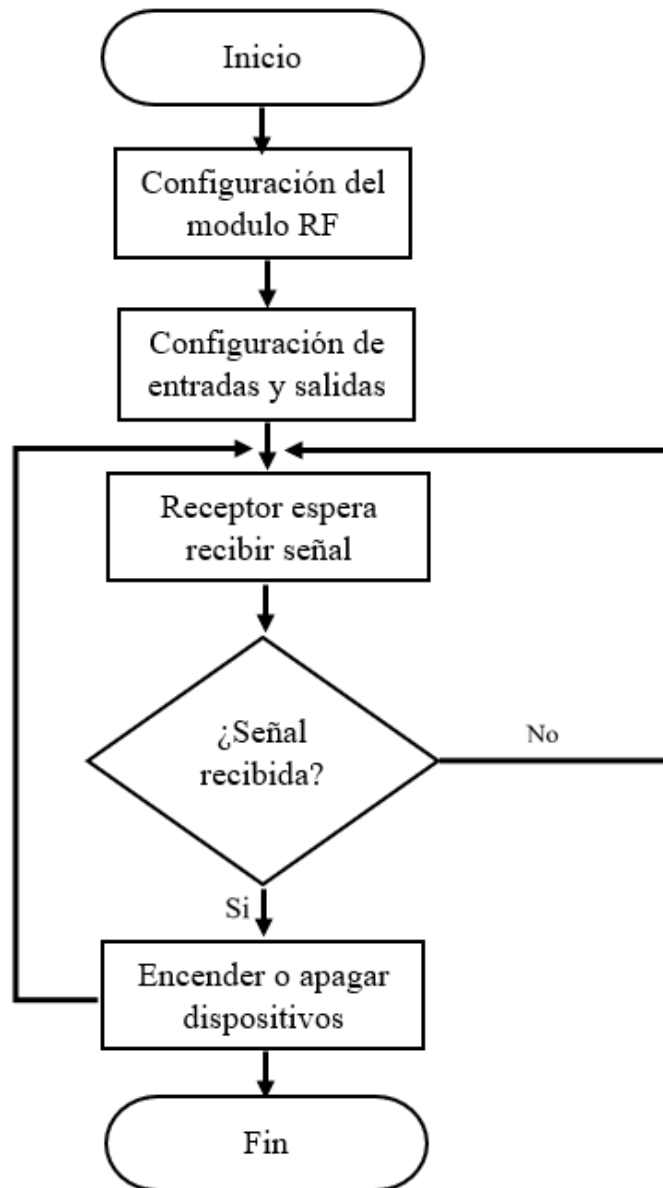 Inicio
Configuración del
modulo RF
Configuración de
entradas y salidas
Receptor espera
recibir señal
¿Señal
recibida?
No
Si
Encender o apagar
dispositivos
Fin